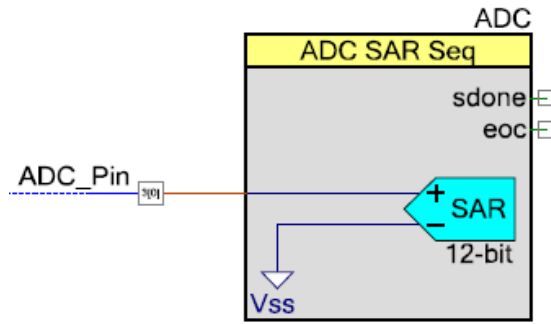 ADC
ADC SAR Seq
sdone
eoc
ADC_Pin
+ SAR
−
12-bit
Vss